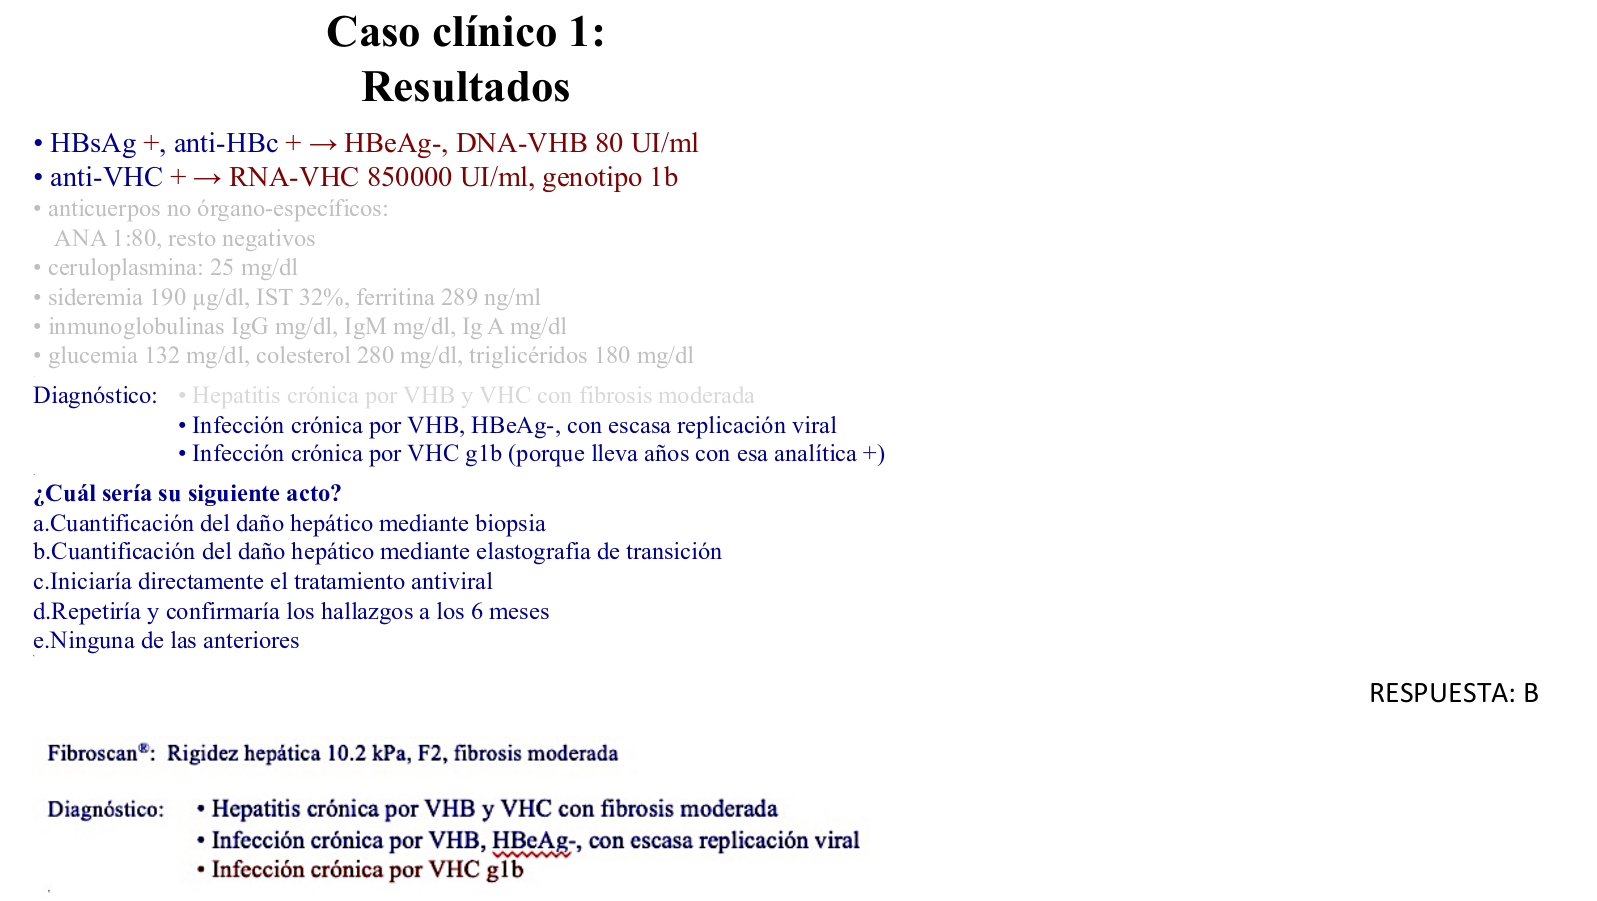 Caso clínico 1:
Resultados
• HBsAg +, anti-HBc + → HBeAg-, DNA-VHB 80 UI/ml
• anti-VHC + → RNA-VHC 850000 UI/ml, genotipo 1b
• anticuerpos no órgano-específicos:
ANA 1:80, resto negativos
• ceruloplasmina: 25 mg/dl
• sideremia 190 µg/dl, IST 32%, ferritina 289 ng/ml
• inmunoglobulinas IgG mg/dl, IgM mg/dl, Ig A mg/dl
• glucemia 132 mg/dl, colesterol 280 mg/dl, triglicéridos 180 mg/dl
Diagnóstico: • Hepatitis crónica por VHB y VHC con fibrosis moderada
• Infección crónica por VHB, HBeAg-, con escasa replicación viral
• Infección crónica por VHC g1b (porque lleva años con esa analítica +)
¿Cuál sería su siguiente acto?
a.Cuantificación del daño hepático mediante biopsia
b.Cuantificación del daño hepático mediante elastografia de transición
c.Iniciaría directamente el tratamiento antiviral
d.Repetiría y confirmaría los hallazgos a los 6 meses
e.Ninguna de las anteriores
RESPUESTA: B
Fibroscan®: Rigidez hepática 10.2 kPa, F2, fibrosis moderada
Diagnóstico: • Hepatitis crónica por VHB y VHC con fibrosis moderada
• Infección crónica por VHB, HBeAg-, con escasa replicación viral
• Infección crónica por VHC g1b